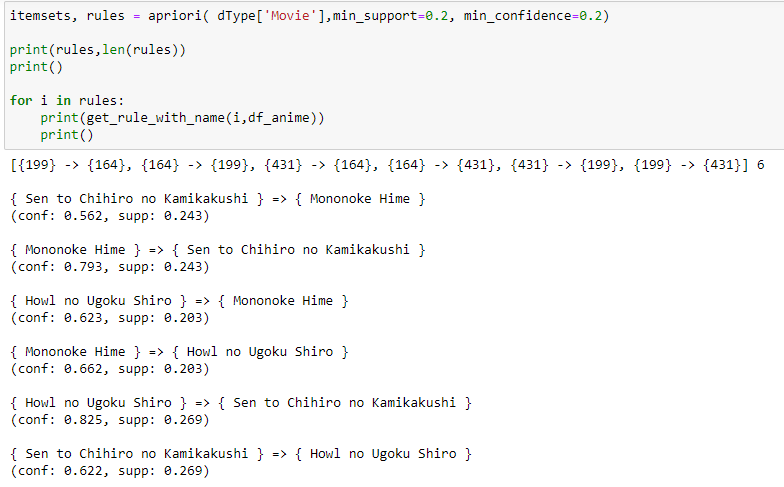 itemsets, rules = apriori( dType['Movie'],min_support=0.2, min_confidence=0.2)
print(rules,len(rules))
print()
for i in rules:
    print(get_rule_with_name(i,df_anime))
    print()
[{199} -> {164}, {164} -> {199}, {431} -> {164}, {164} -> {431}, {431} -> {199}, {199} -> {431}] 6
{ Sen to Chihiro no Kamikakushi } => { Mononoke Hime }
(conf: 0.562, supp: 0.243)
{ Mononoke Hime } => { Sen to Chihiro no Kamikakushi }
(conf: 0.793, supp: 0.243)
{ Howl no Ugoku Shiro } => { Mononoke Hime }
(conf: 0.623, supp: 0.203)
{ Mononoke Hime } => { Howl no Ugoku Shiro }
(conf: 0.662, supp: 0.203)
{ Howl no Ugoku Shiro } => { Sen to Chihiro no Kamikakushi }
(conf: 0.825, supp: 0.269)
{ Sen to Chihiro no Kamikakushi } => { Howl no Ugoku Shiro }
(conf: 0.622, supp: 0.269)